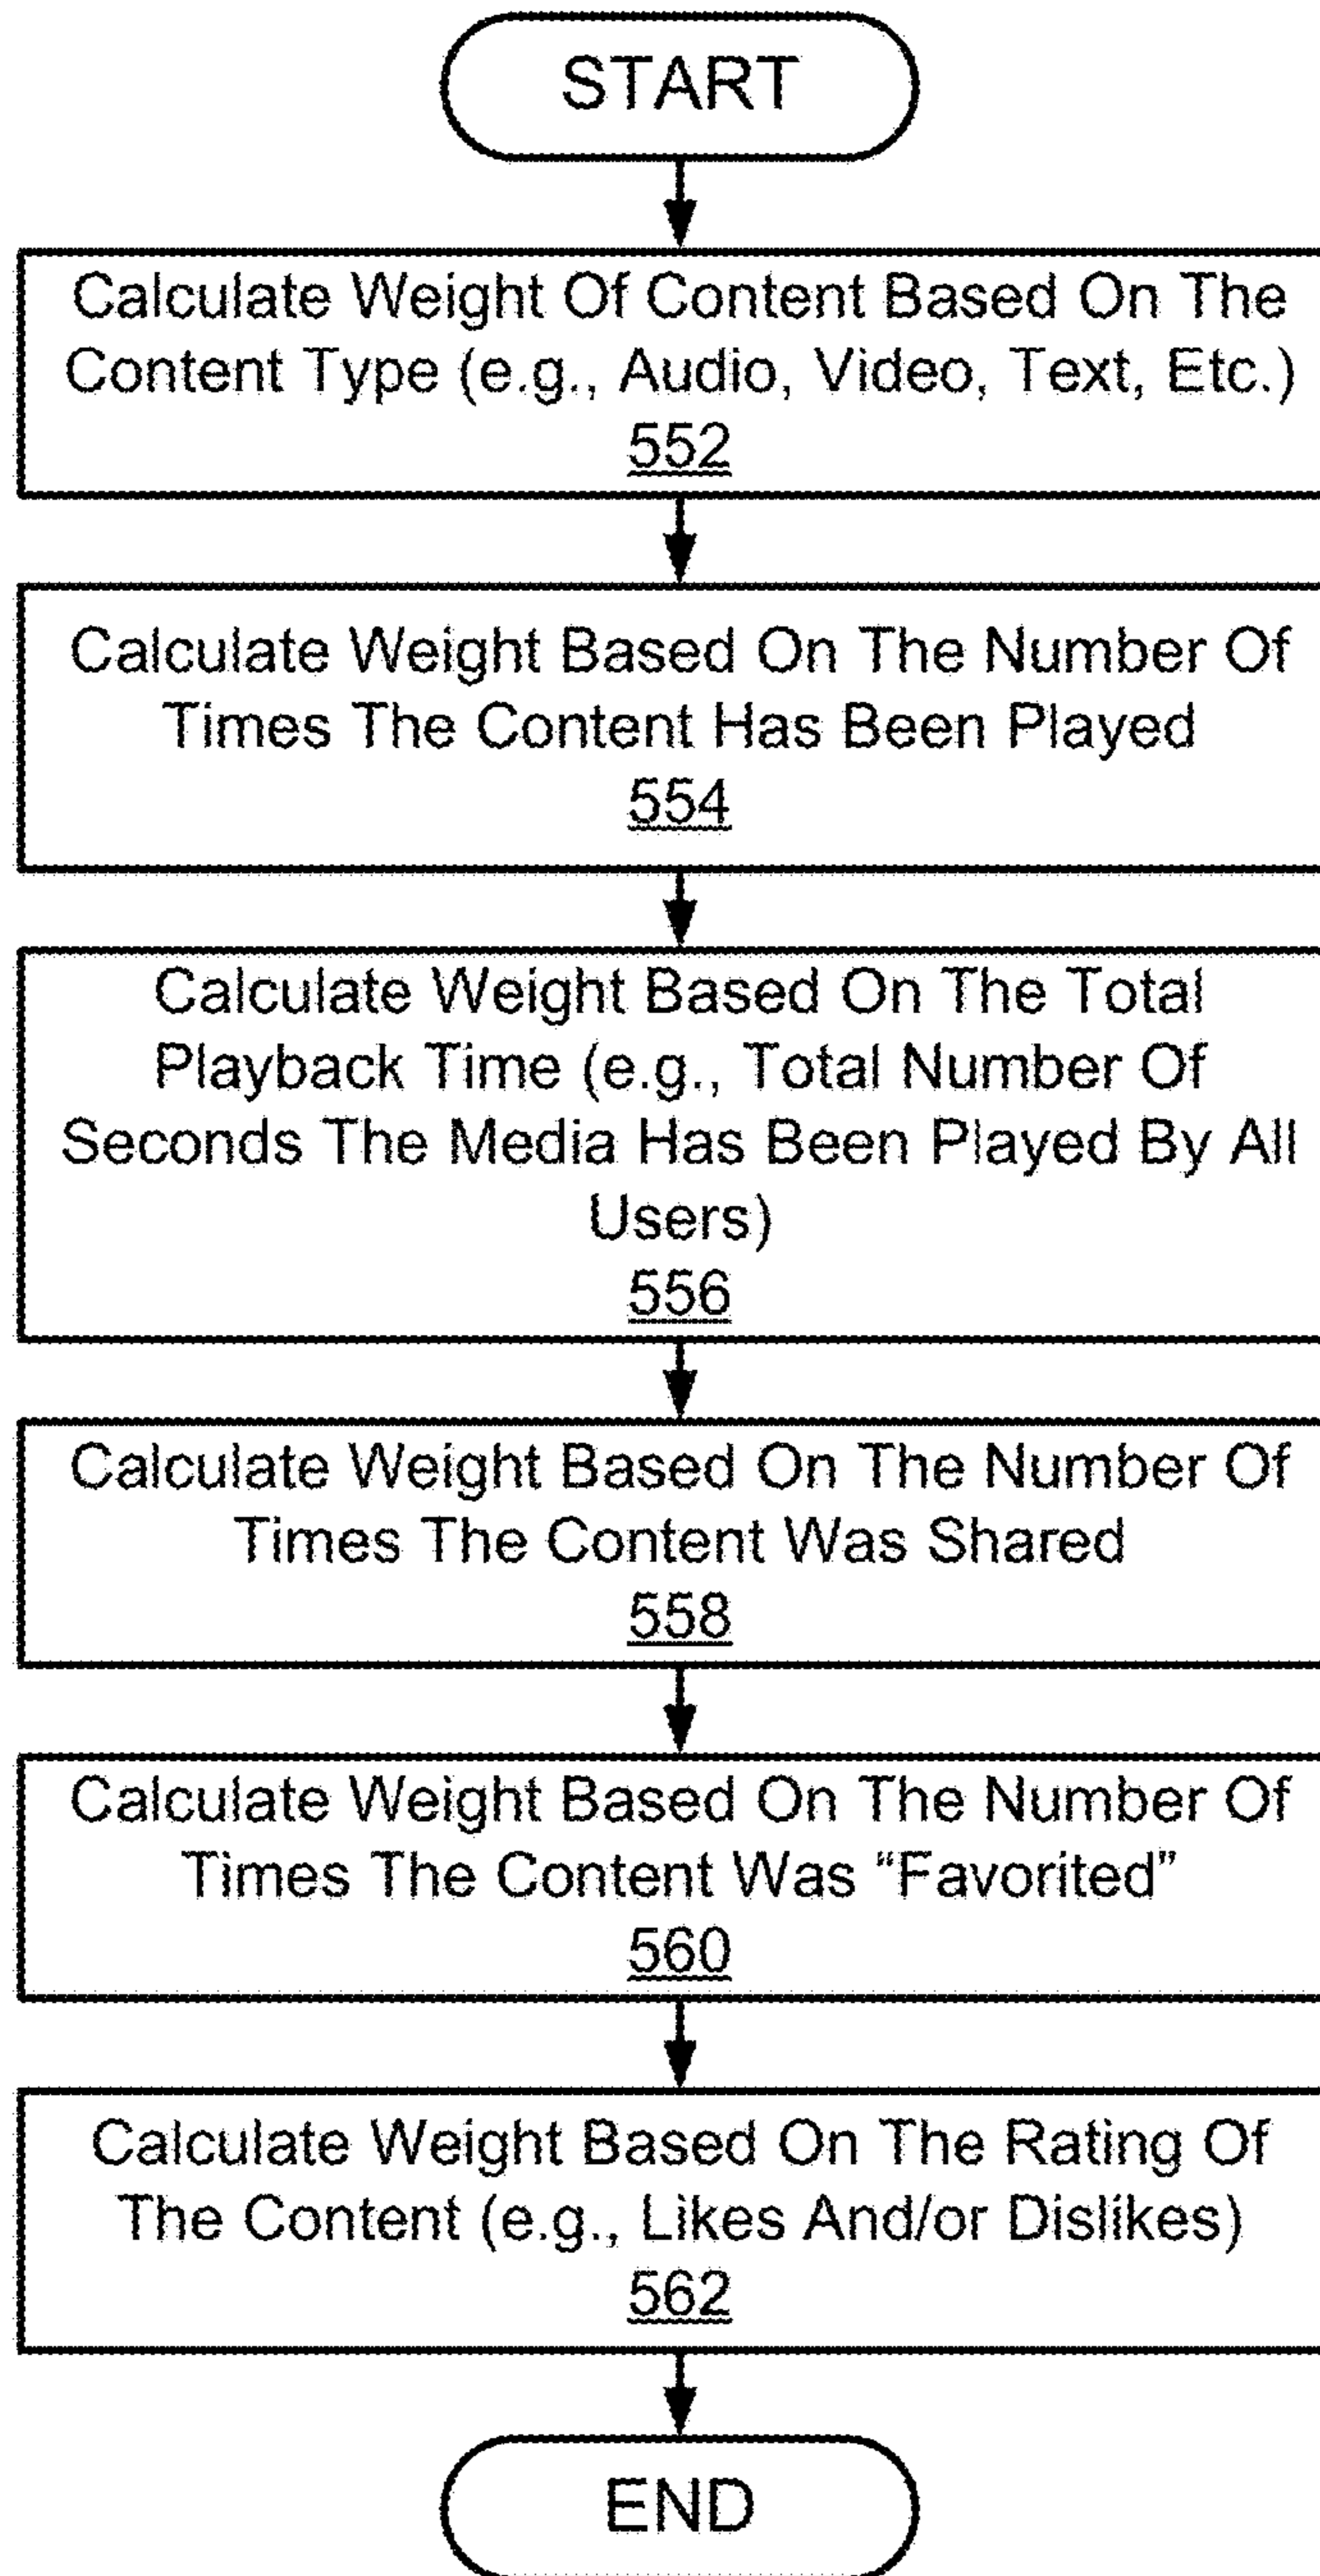 START
Calculate Weight Of Content Based On The
Content Type (e.g., Audio, Video, Text, Etc.)
552
Calculate Weight Based On The Number Of
Times The Content Has Been Played
554
Calculate Weight Based On The Total
Playback Time (e.g., Total Number Of
Seconds The Media Has Been Played By All
Users)
556
Calculate Weight Based On The Number Of
Times The Content Was Shared
558
Calculate Weight Based On The Number Of
Times The Content Was “Favorited”
560
Calculate Weight Based On The Rating Of
The Content (e.g., Likes And/or Dislikes)
562
END